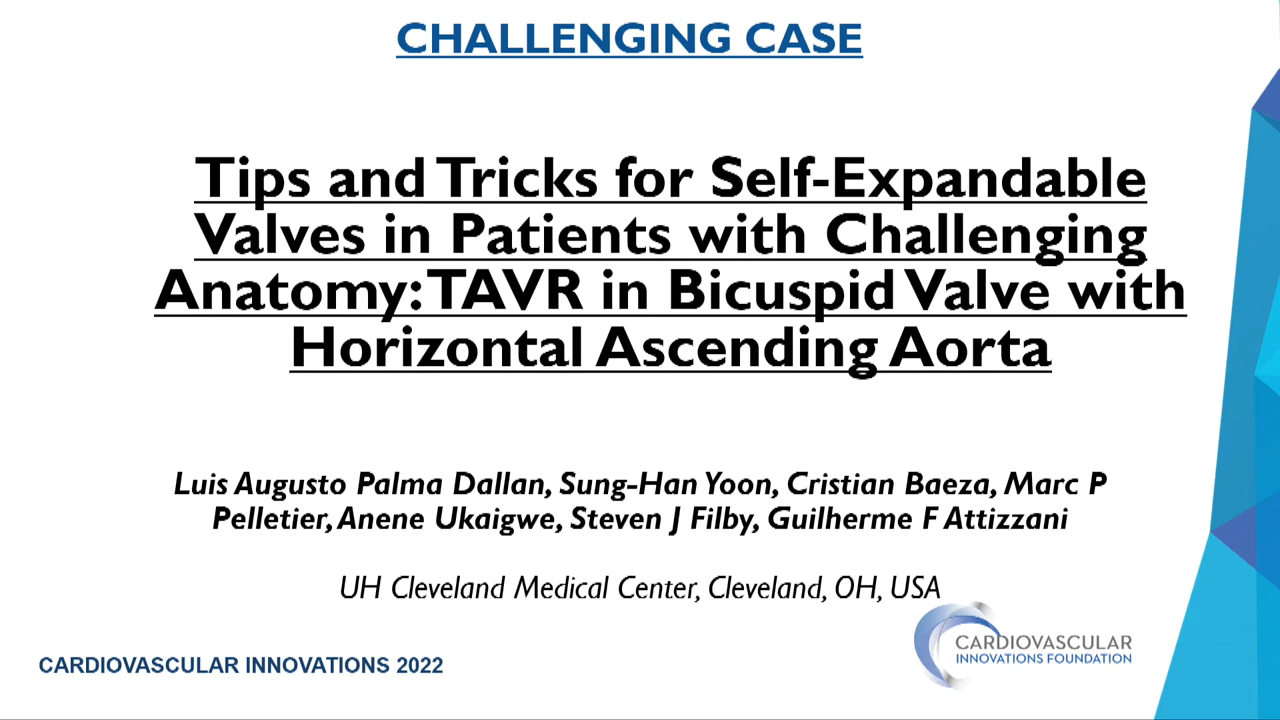 CHALLENGING CASE
Tips and Tricks for Self-Expandable
Valves in Patients with Challenging
Anatomy: TAVR in Bicuspid Valve with
Horizontal Ascending Aorta
Luis Augusto Palma Dallan, Sung-Han Yoon, Cristian Baeza, Marc P
Pelletier, Anene Ukaigwe, Steven J Filby, Guilherme F Attizzani
UH Cleveland Medical Center, Cleveland, OH, USA
CARDIOVASCULAR
INNOVATIONS FOUNDATION
CARDIOVASCULAR INNOVATIONS 2022